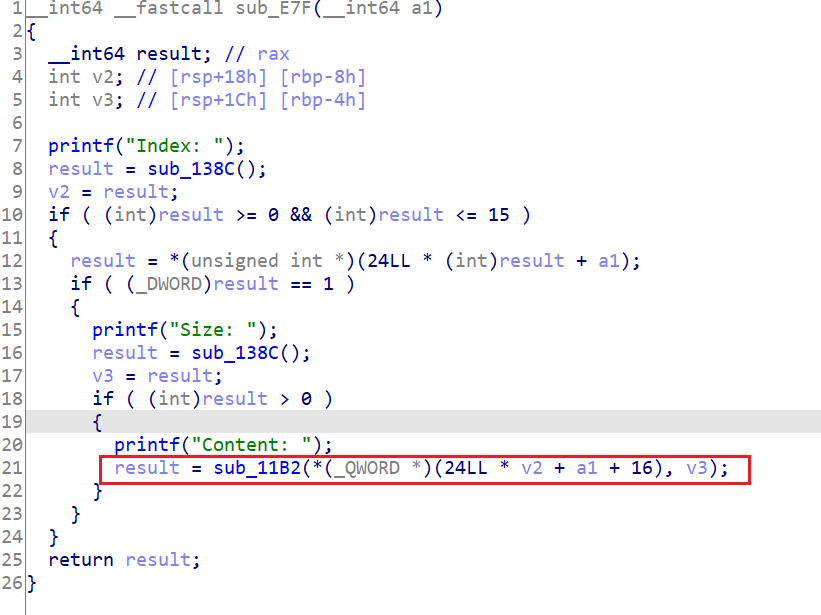 1 __int64 __fastcall sub_E7F(__int64 a1)
2 {
3   __int64 result; // rax
4   int v2; // [rsp+18h] [rbp-8h]
5   int v3; // [rsp+1Ch] [rbp-4h]
6
7   printf("Index: ");
8   result = sub_138C();
9   v2 = result;
10   if ( (int)result >= 0 && (int)result <= 15 )
11   {
12     result = *(unsigned int *)(24LL * (int)result + a1);
13     if ( (_DWORD)result == 1 )
14     {
15       printf("Size: ");
16       result = sub_138C();
17       v3 = result;
18       if ( (int)result > 0 )
19       {
20         printf("Content: ");
21         result = sub_11B2(*(_QWORD *)(24LL * v2 + a1 + 16), v3);
22       }
23     }
24   }
25   return result;
26 }